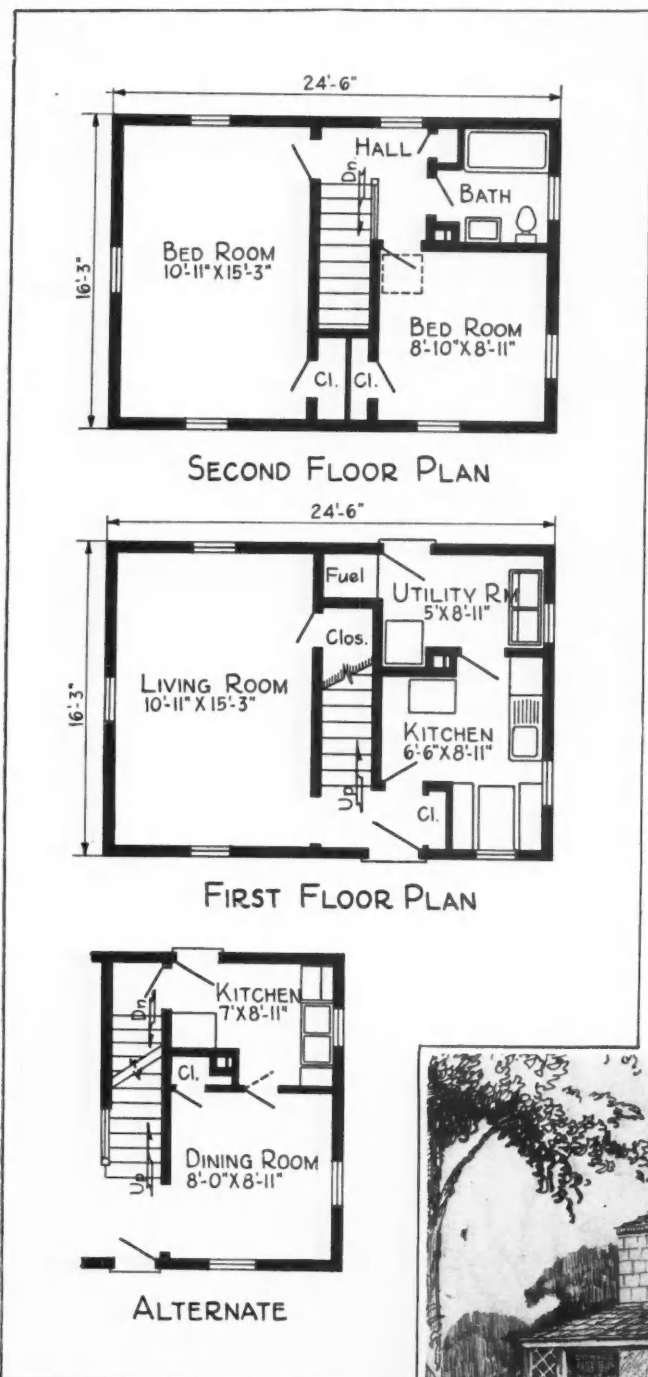 24'-6"
HALL
Dn.
BATH
16'-3"
BED ROOM
10'-11" X 15'-3"
BED ROOM
8'-10" X 8'-11"
Cl.
Cl.
SECOND FLOOR PLAN
24'-6"
Fuel
UTILITY RM
5' X 8'-11"
Clos.
16'-3"
LIVING ROOM
10'-11" X 15'-3"
KITCHEN
6'-6" X 8'-11"
Up
Cl.
FIRST FLOOR PLAN
KITCHEN
7' X 8'-11"
Dn.
Cl.
DINING ROOM
8'-0" X 8'-11"
Up
ALTERNATE